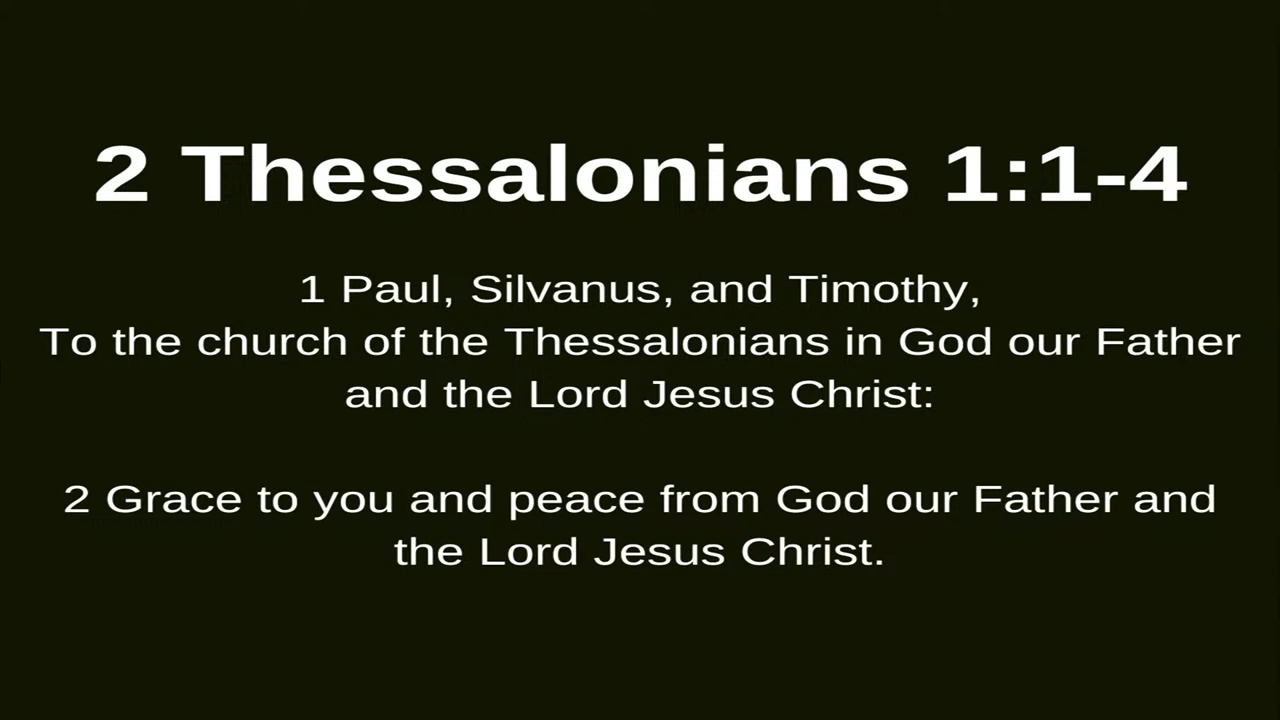 2 Thessalonians 1:1-4
1 Paul, Silvanus, and Timothy,
To the church of the Thessalonians in God our Father
and the Lord Jesus Christ:
2 Grace to you and peace from God our Father and
the Lord Jesus Christ.